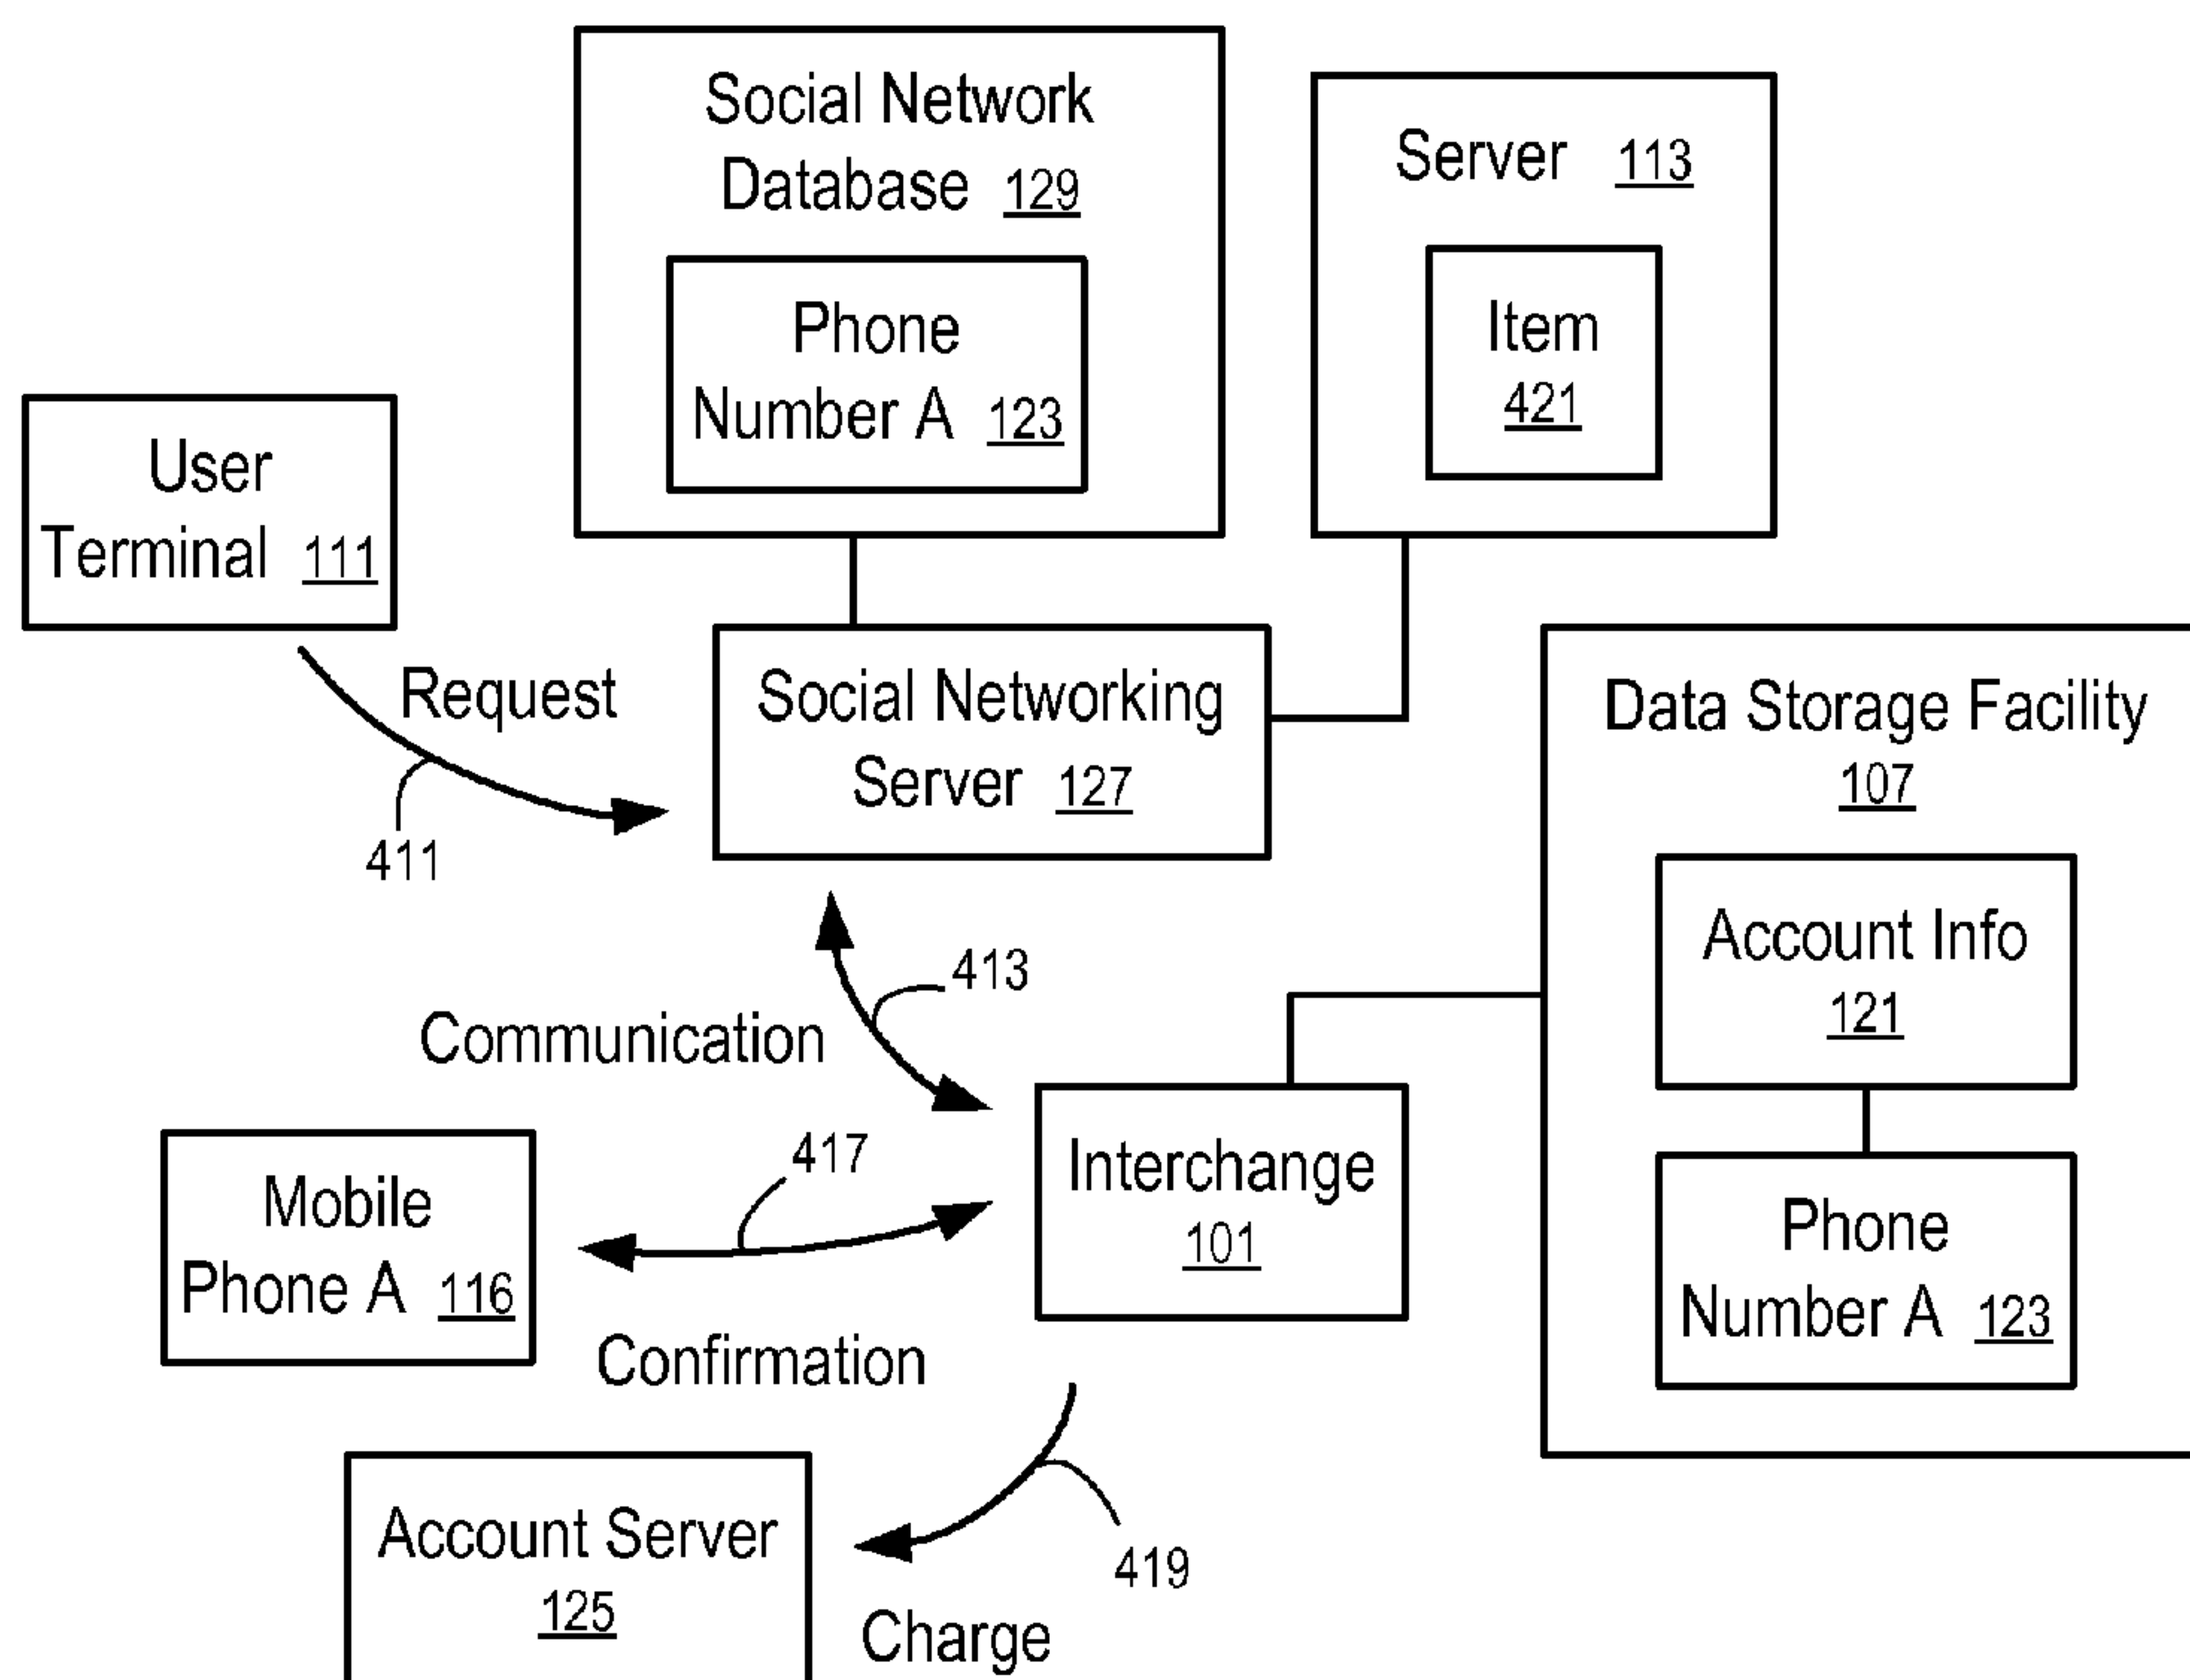 Social Network
Database 129
Phone
Number A 123
Server 113
Item
421
User
Terminal 111
Request
411
Social Networking
Server 127
Data Storage Facility
107
Account Info
121
Phone
Number A 123
413
Communication
Interchange
101
417
Mobile
Phone A 116
Confirmation
419
Account Server
125
Charge